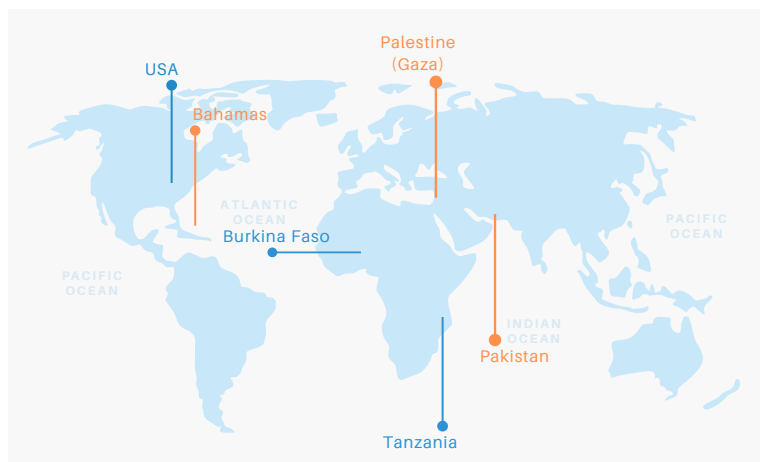 Palestine
(Gaza)
USA
Bahamas
ATLANTIC
OCEAN
Burkina Faso
PACIFIC
OCEAN
PACIFIC
OCEAN
INDIAN
OCEAN
Pakistan
Tanzania